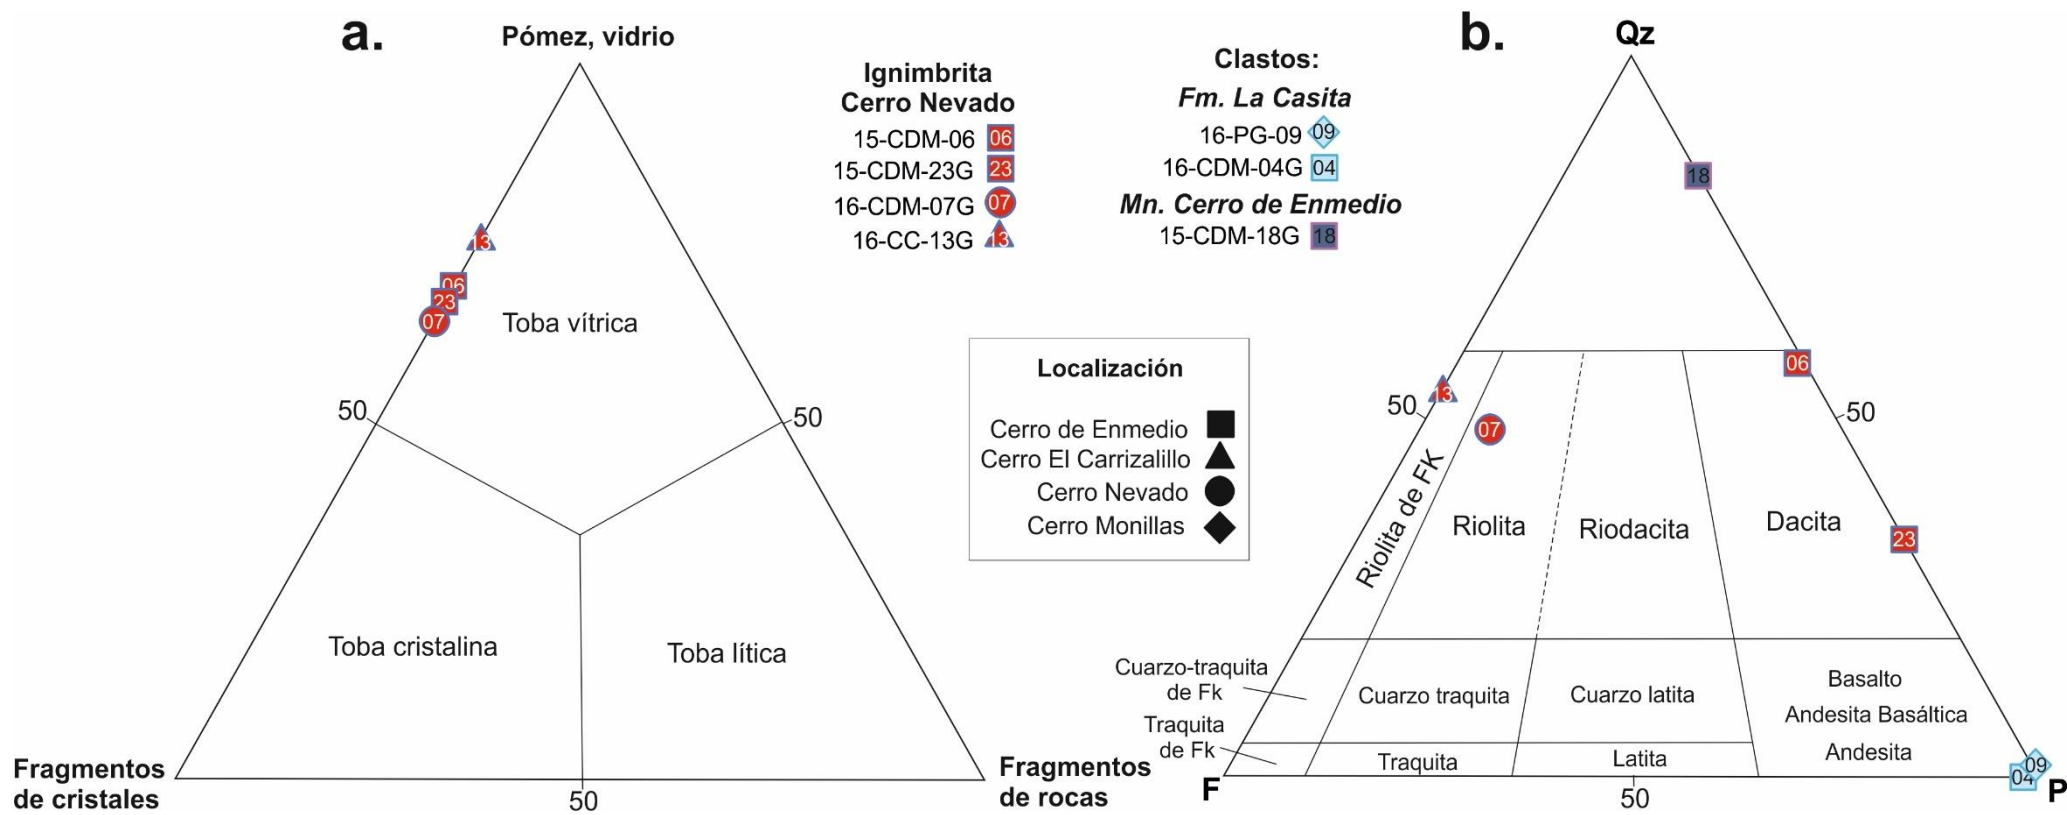 a.
Pómez, vidrio
50
50
Toba vítrica
Toba cristalina
Toba lítica
Fragmentos
de cristales
50
Fragmentos
de rocas
13
06
23
07
Ignimbrita
Cerro Nevado
15-CDM-06 06
15-CDM-23G 23
16-CDM-07G 07
16-CC-13G 13
Clastos:
Fm. La Casita
16-PG-09 09
16-CDM-04G 04
Mn. Cerro de Enmedio
15-CDM-18G 18
Localización
Cerro de Enmedio
Cerro El Carrizalillo
Cerro Nevado
Cerro Monillas
b.
Qz
18
06
13
50
50
07
Riolita de FK
Riolita
Riodacita
Dacita
23
Cuarzo-traquita
de Fk
Cuarzo traquita
Cuarzo latita
Basalto
Andesita Basáltica
Andesita
Traquita
de Fk
Traquita
Latita
09
04
F
50
P